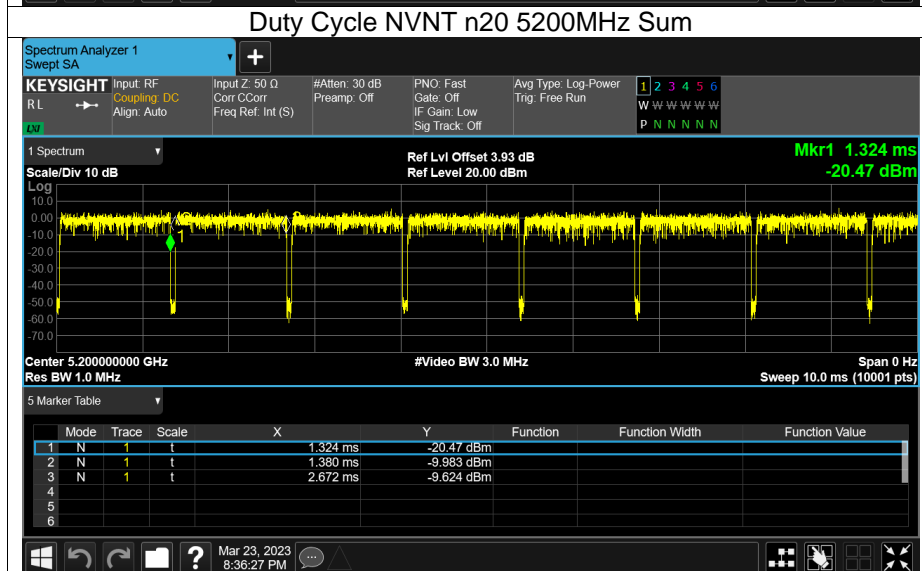 Duty Cycle NVNT n20 5200MHz Sum
Spectrum Analyzer 1
Swept SA
+
KEYSIGHT Input: RF Input Z: 50 Ω #Atten: 30 dB PNO: Fast Avg Type: Log-Power 1 2 3 4 5 6
RL Coupling: DC Corr CCorr Preamp: Off Gate: Off Trig: Free Run W W W W W W
Align: Auto Freq Ref: Int (S) IF Gain: Low
LXI Sig Track: Off P N N N N N
1 Spectrum Ref Lvl Offset 3.93 dB Mkr1 1.324 ms
Scale/Div 10 dB Ref Level 20.00 dBm -20.47 dBm
Log
10.0
0.00
-10.0
1
-20.0
-30.0
-40.0
-50.0
-60.0
-70.0
Center 5.200000000 GHz #Video BW 3.0 MHz Span 0 Hz
Res BW 1.0 MHz Sweep 10.0 ms (10001 pts)
5 Marker Table
Mode Trace Scale X Y Function Function Width Function Value
1 N 1 t 1.324 ms -20.47 dBm
2 N 1 t 1.380 ms -9.983 dBm
3 N 1 t 2.672 ms -9.624 dBm
4
5
6
? Mar 23, 2023
8:36:27 PM